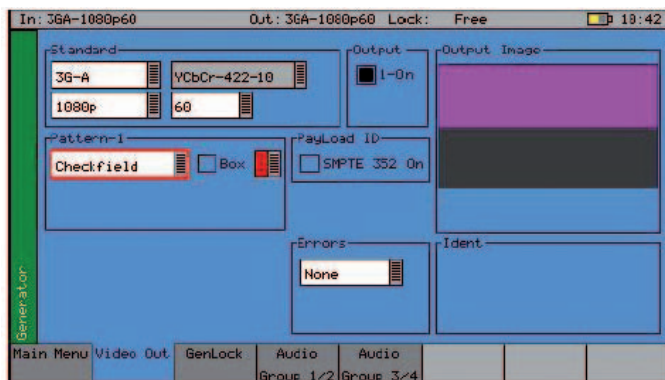 In: 3GA-1080p60 Out: 3GA-1080p60 Lock: Free 19:42
Standard
3G-A YCbCr-422-10
1080p 60
Output
1-On
Output Image
Pattern-1
Checkfield Box
PayLoad ID
SMPTE 352 On
Errors
None
Ident
Generator
Main Menu Video Out GenLock Audio Group 1/2 Audio Group 3/4